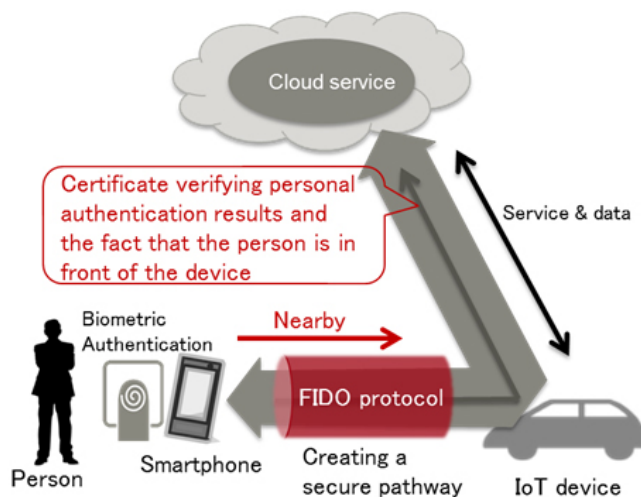 Cloud service
Certificate verifying personal
authentication results and
the fact that the person is in
front of the device
Service & data
Biometric
Authentication
Nearby
FIDO protocol
Person
Smartphone
Creating a
secure pathway
IoT device